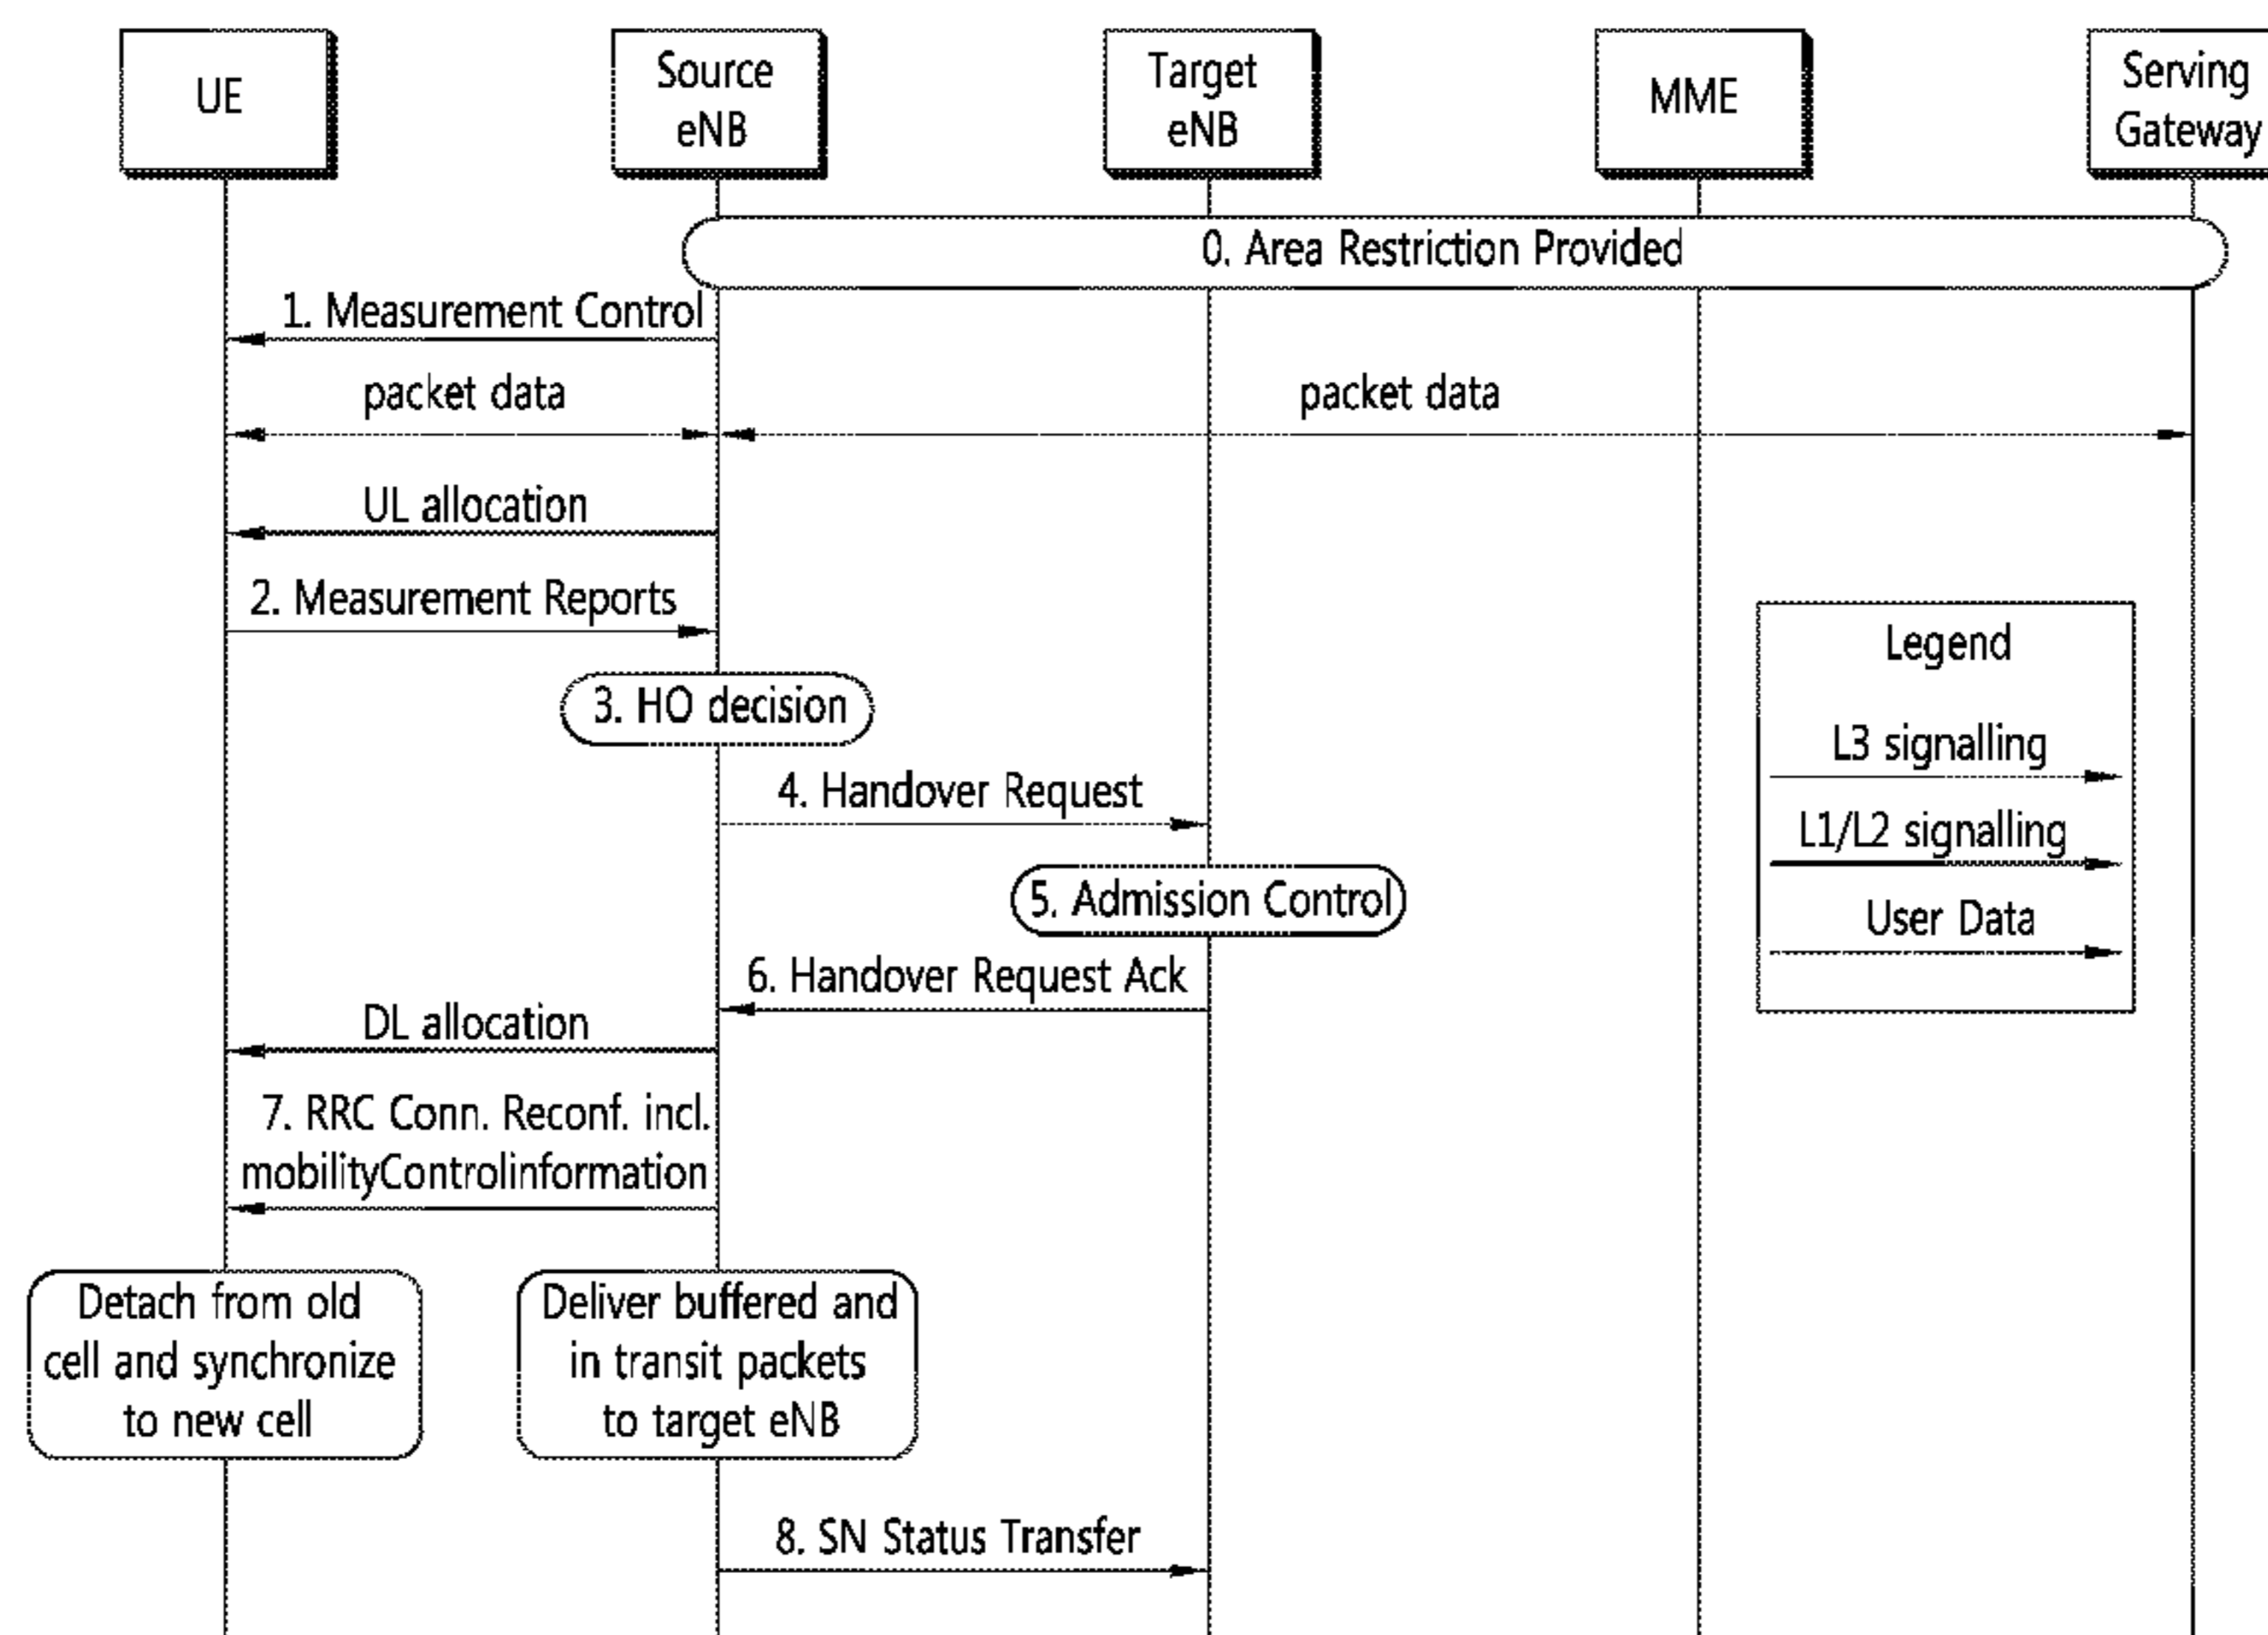 UE
Source
eNB
Target
eNB
MME
Serving
Gateway
0. Area Restriction Provided
1. Measurement Control
packet data
packet data
UL allocation
2. Measurement Reports
3. HO decision
4. Handover Request
5. Admission Control
6. Handover Request Ack
Legend
L3 signalling
L1/L2 signalling
User Data
DL allocation
7. RRC Conn. Reconf. incl.
mobilityControlinformation
Detach from old
cell and synchronize
to new cell
Deliver buffered and
in transit packets
to target eNB
8. SN Status Transfer